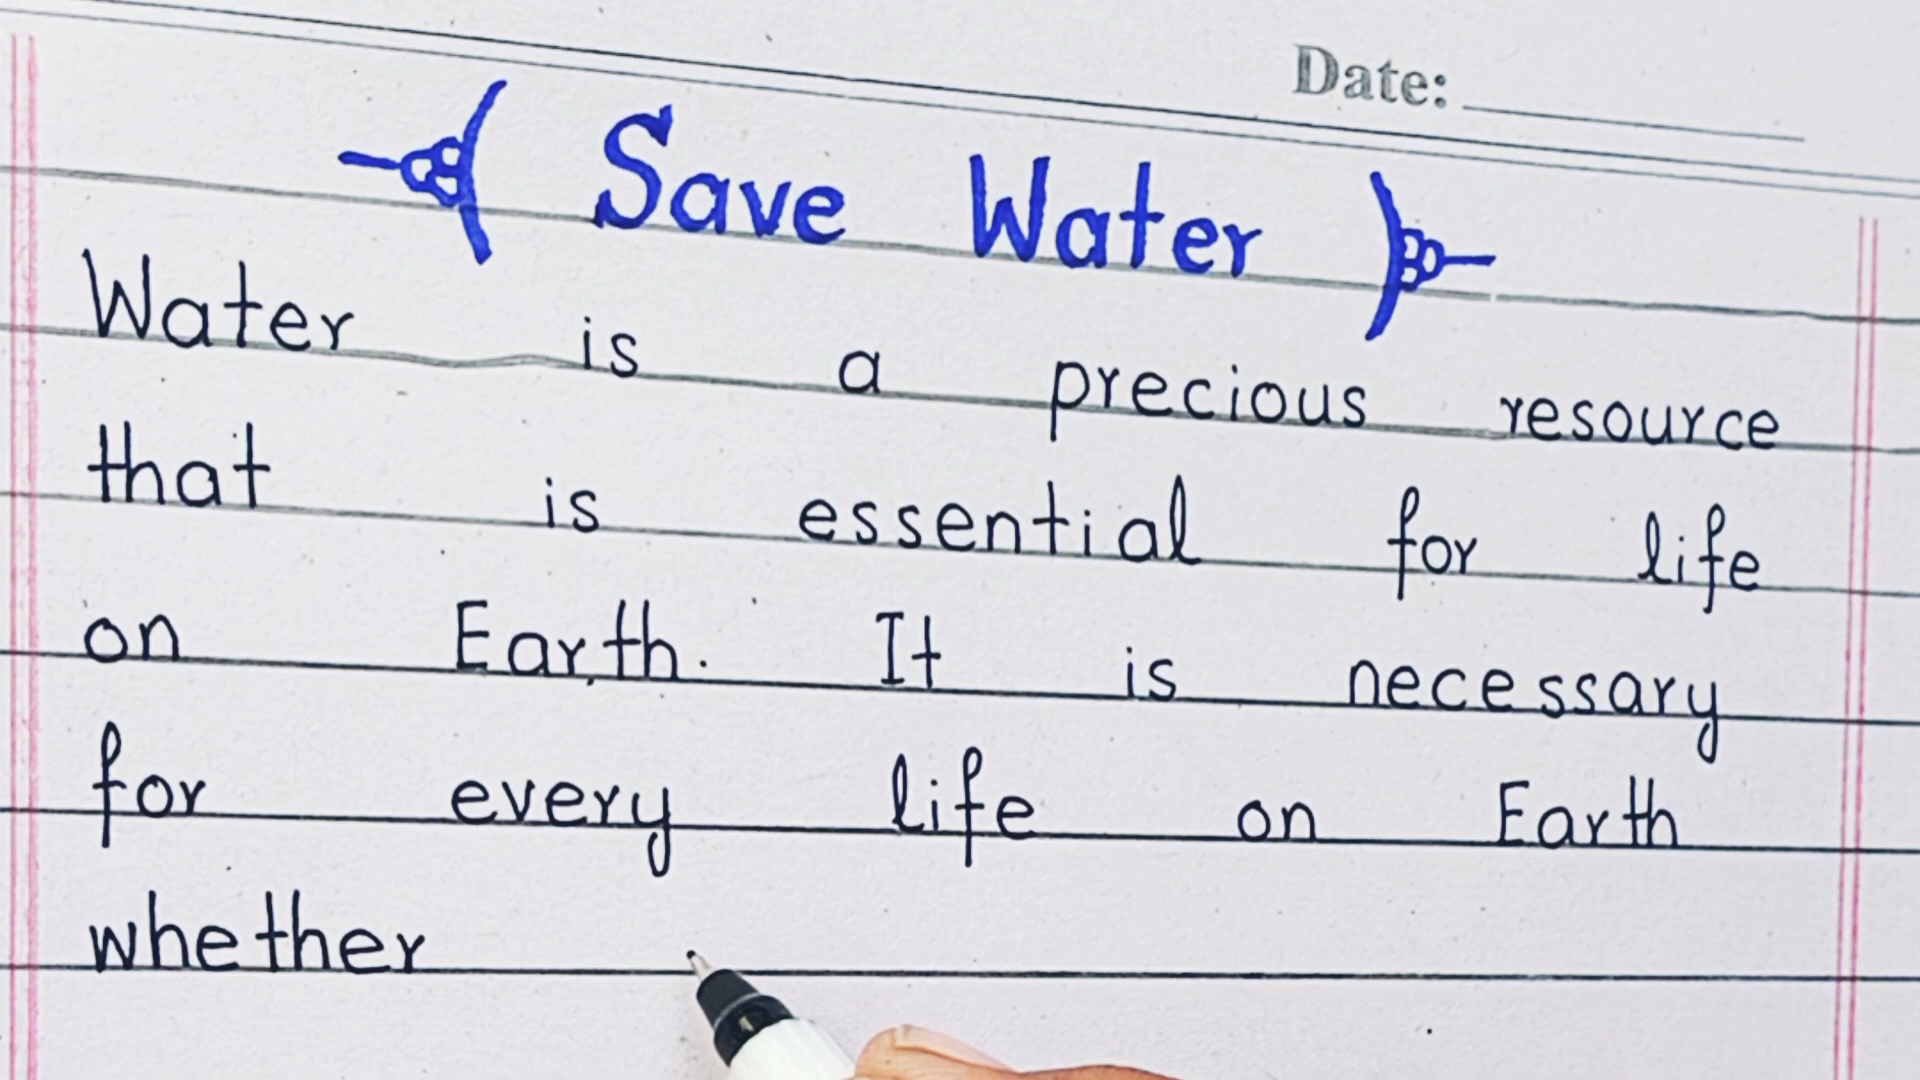 Date:
Save Water
Water is a precious resource
that is essential for life
on Earth. It is necessary
for every life on Earth
whether